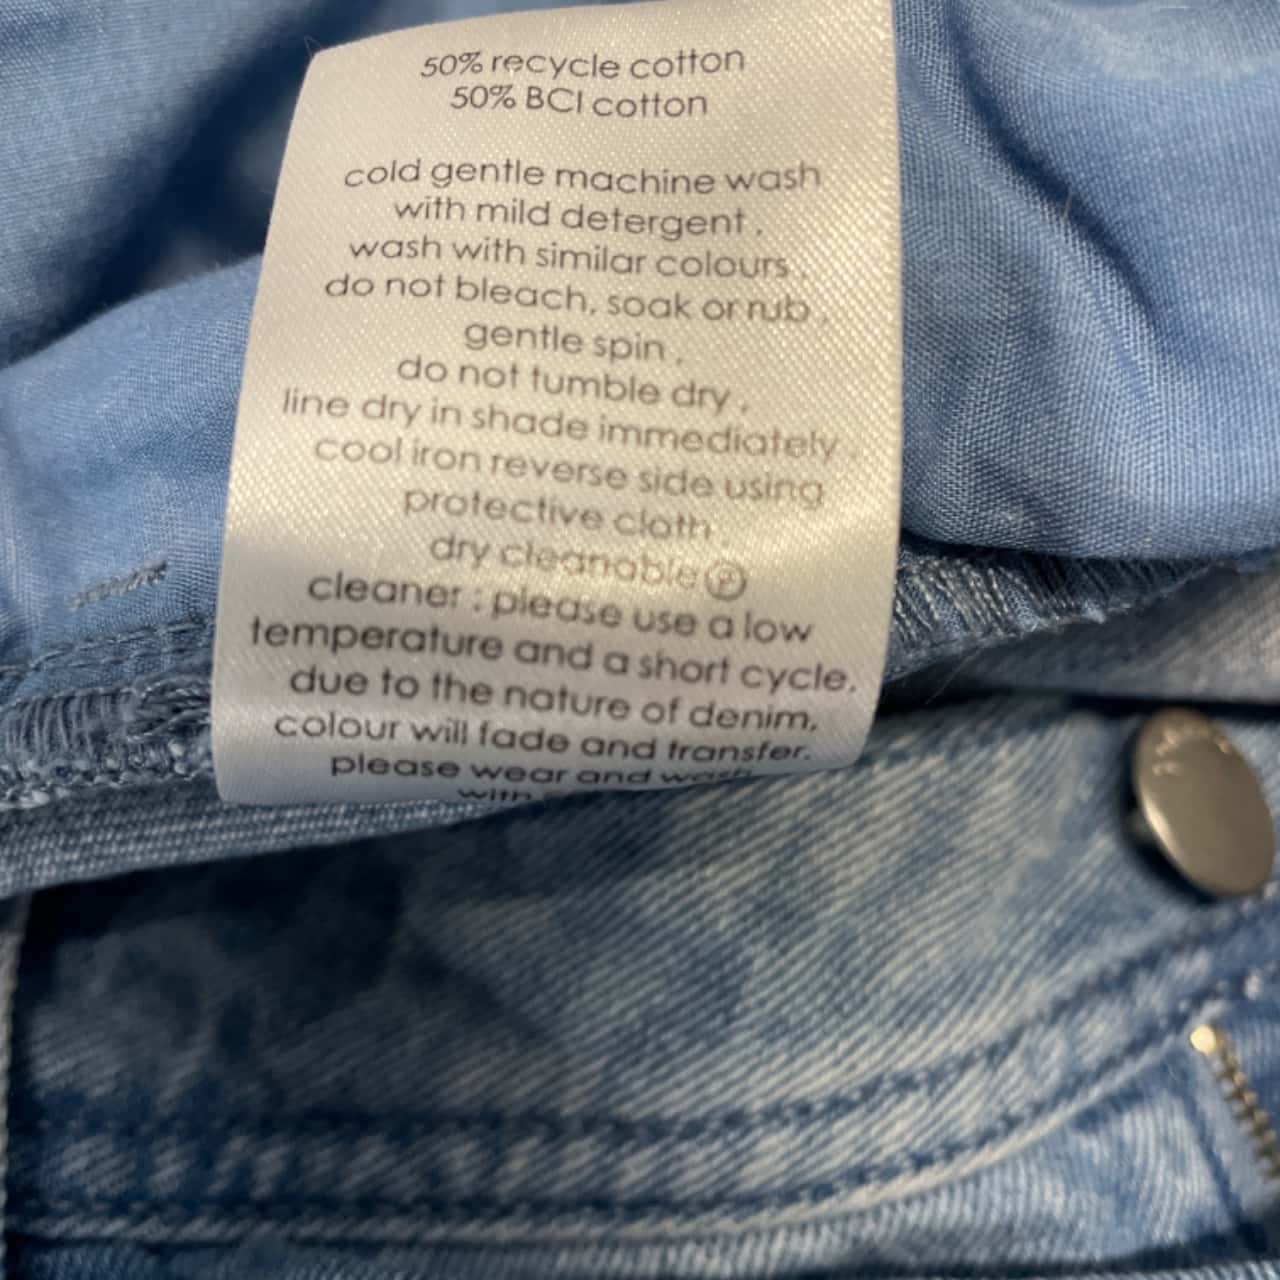 50% recycle cotton
50% BCI cotton
cold gentle machine wash
with mild detergent .
wash with similar colours .
do not bleach, soak or rub .
gentle spin .
do not tumble dry .
line dry in shade immediately .
cool iron reverse side using
protective cloth .
dry cleanable Ⓟ
cleaner : please use a low
temperature and a short cycle.
due to the nature of denim,
colour will fade and transfer.
please wear and wash
with